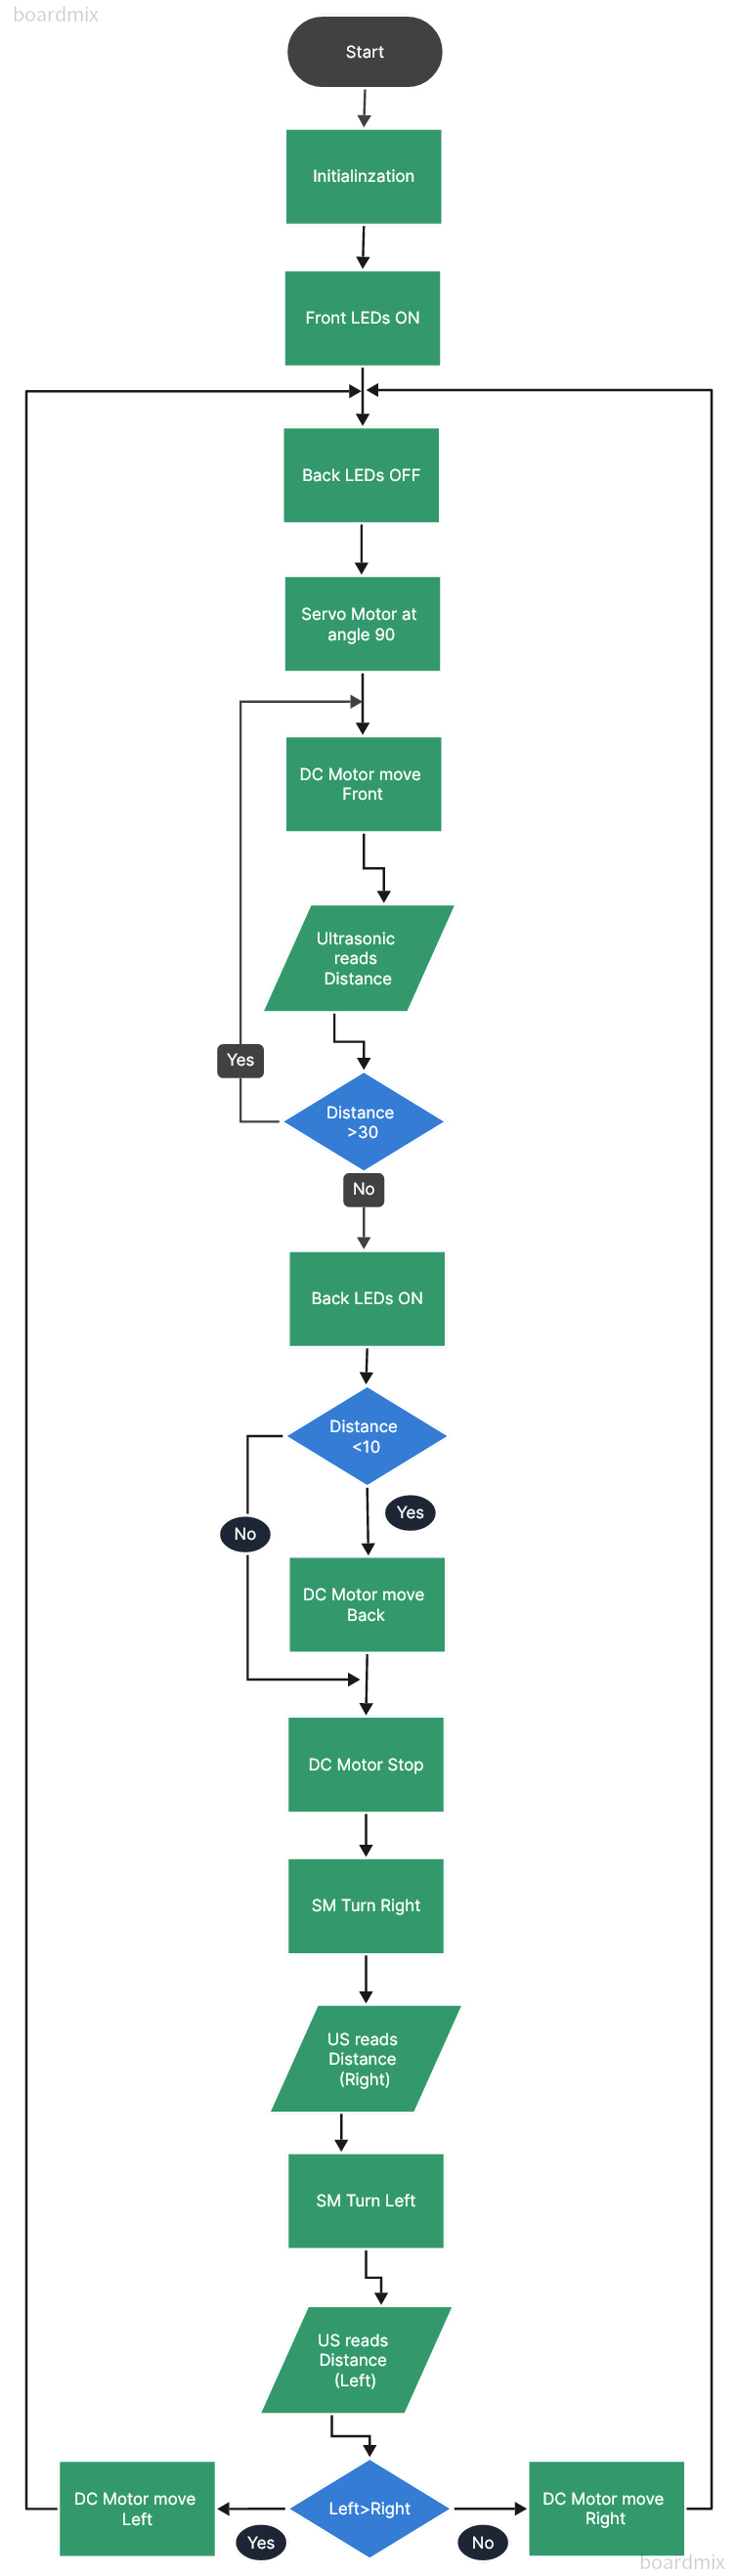 boardmix
Start
Initialinzation
Front LEDs ON
Back LEDs OFF
Servo Motor at
angle 90
DC Motor move
Front
Ultrasonic
reads
Distance
Yes
Distance
>30
No
Back LEDs ON
Distance
<10
Yes
No
DC Motor move
Back
DC Motor Stop
SM Turn Right
US reads
Distance
(Right)
SM Turn Left
US reads
Distance
(Left)
DC Motor move
Left
Left>Right
DC Motor move
Right
Yes
No
boardmix